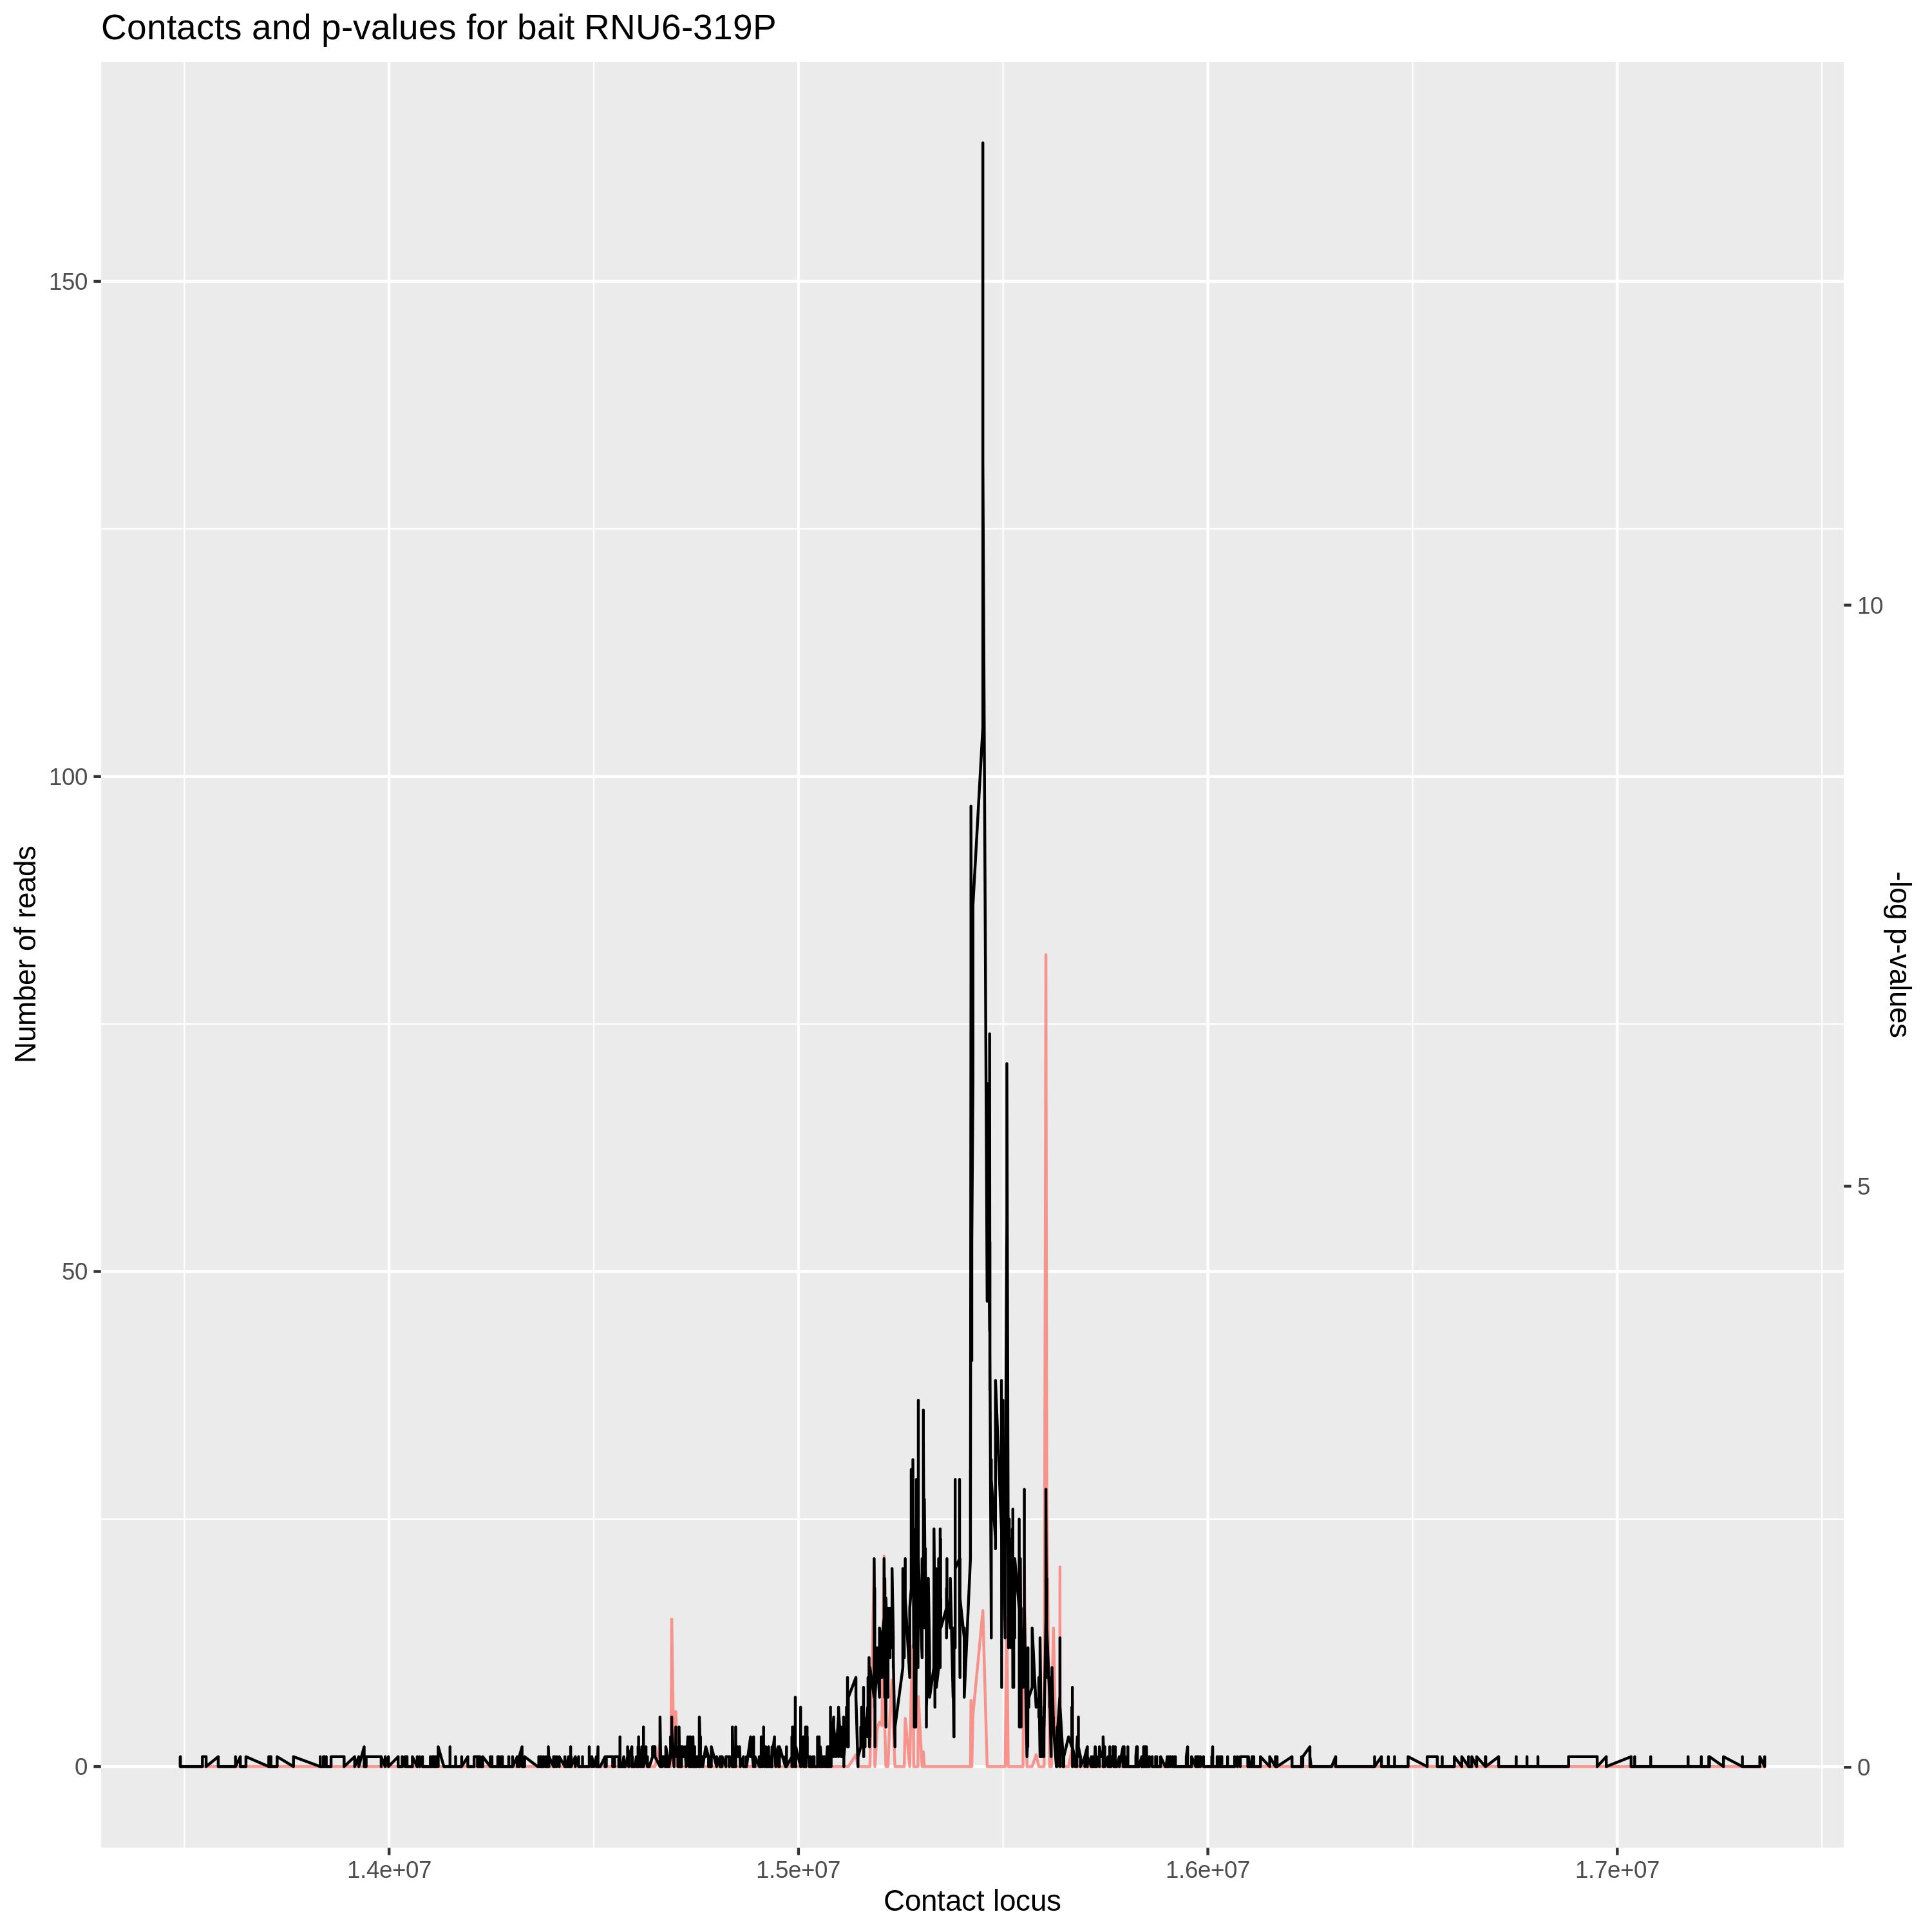 Contacts and p-values for bait RNU6-319P
150
100
50
0
Number of reads
10
5
0
-log p-values
1.4e+07
1.5e+07
1.6e+07
1.7e+07
Contact locus